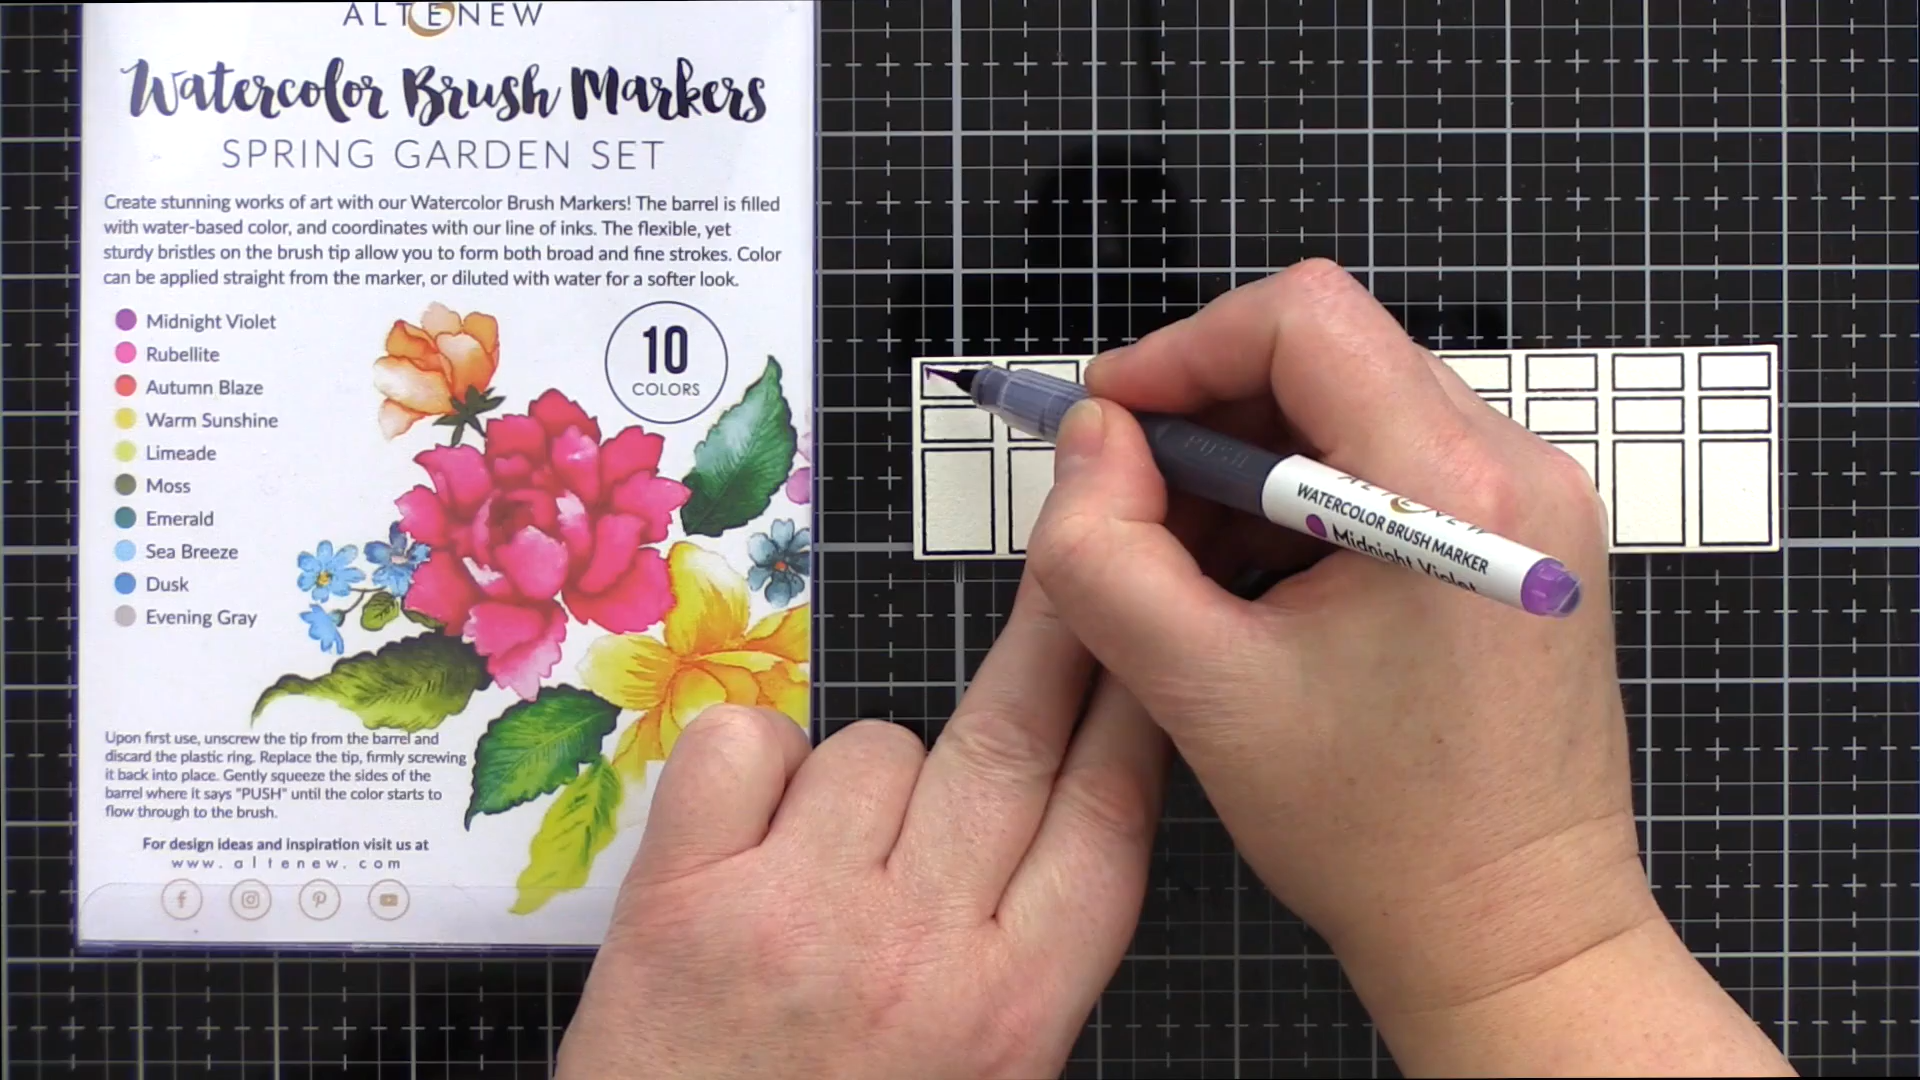 ALTENEW
Watercolor Brush Markers
SPRING GARDEN SET
Create stunning works of art with our Watercolor Brush Markers! The barrel is filled
with water-based color, and coordinates with our line of inks. The flexible, yet
sturdy bristles on the brush tip allow you to form both broad and fine strokes. Color
can be applied straight from the marker, or diluted with water for a softer look.
Midnight Violet
Rubellite
Autumn Blaze
Warm Sunshine
Limeade
Moss
Emerald
Sea Breeze
Dusk
Evening Gray
10
COLORS
Upon first use, unscrew the tip from the barrel and
discard the plastic ring. Replace the tip, firmly screwing
it back into place. Gently squeeze the sides of the
barrel where it says "PUSH" until the color starts to
flow through to the brush.
For design ideas and inspiration visit us at
www.altenew.com
PUSH
ALTENEW
WATERCOLOR BRUSH MARKER
Midnight Violet